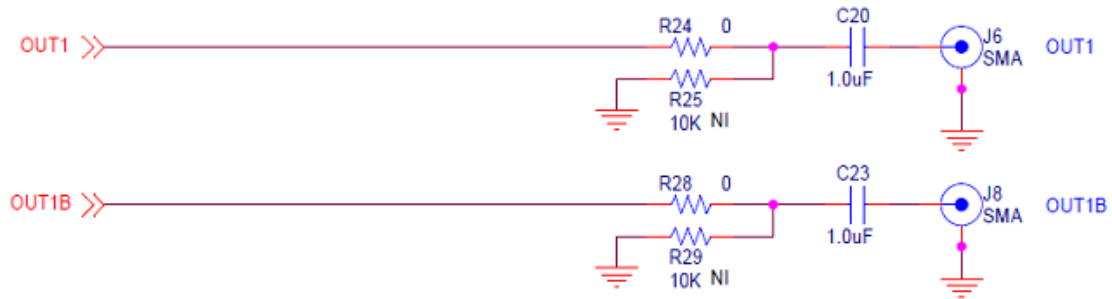 R24 0 C20 J6
OUT1 SMA OUT1
R25 1.0uF
10K NI
R28 0 C23 J8
OUT1B SMA OUT1B
R29 1.0uF
10K NI